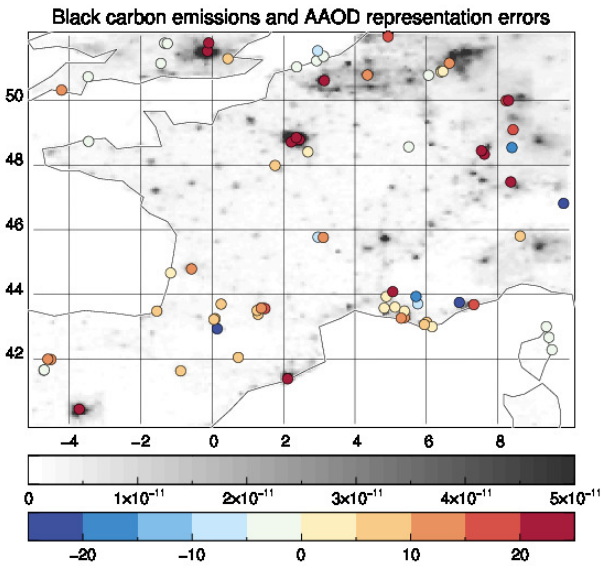 Black carbon emissions and AAOD representation errors
50
48
46
44
42
−4 −2 0 2 4 6 8
0 1x10⁻¹¹ 2x10⁻¹¹ 3x10⁻¹¹ 4x10⁻¹¹ 5x10⁻¹¹
−20 −10 0 10 20